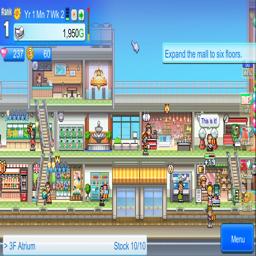 Rank
1
Yr 1 Mn 7 Wk 2
1,950G
237
60
Expand the mall to six floors.
This is it!
> 3F Atrium
Stock 10/10
Menu